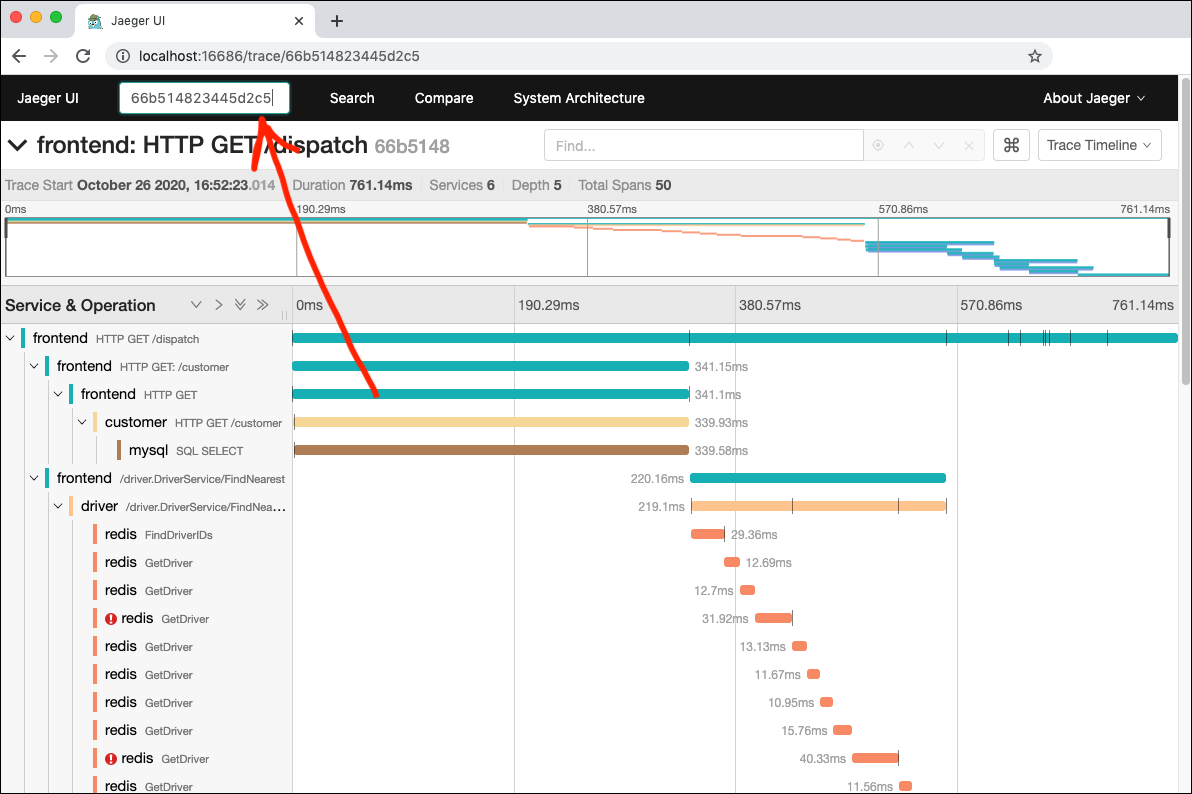 Jaeger UI
localhost:16686/trace/66b514823445d2c5
Jaeger UI 66b514823445d2c5 Search Compare System Architecture About Jaeger
frontend: HTTP GET /dispatch 66b5148 Find... ⌘ Trace Timeline
Trace Start October 26 2020, 16:52:23.014 Duration 761.14ms Services 6 Depth 5 Total Spans 50
0ms 190.29ms 380.57ms 570.86ms 761.14ms
Service & Operation 0ms 190.29ms 380.57ms 570.86ms 761.14ms
frontend HTTP GET /dispatch
frontend HTTP GET: /customer 341.15ms
frontend HTTP GET 341.1ms
customer HTTP GET /customer 339.93ms
mysql SQL SELECT 339.58ms
frontend /driver.DriverService/FindNearest 220.16ms
driver /driver.DriverService/FindNea... 219.1ms
redis FindDriverIDs 29.36ms
redis GetDriver 12.69ms
redis GetDriver 12.7ms
redis GetDriver 31.92ms
redis GetDriver 13.13ms
redis GetDriver 11.67ms
redis GetDriver 10.95ms
redis GetDriver 15.76ms
redis GetDriver 40.33ms
redis GetDriver 11.56ms